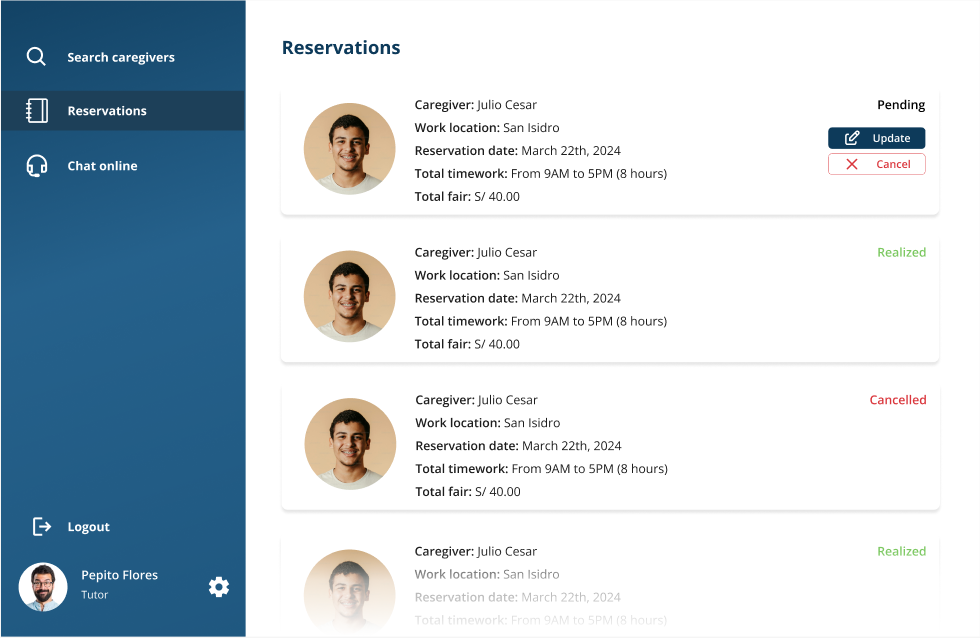 Search caregivers
Reservations
Chat online
Logout
Pepito Flores
Tutor
Reservations
Caregiver: Julio Cesar
Work location: San Isidro
Reservation date: March 22th, 2024
Total timework: From 9AM to 5PM (8 hours)
Total fair: S/ 40.00
Pending
Update
Cancel
Caregiver: Julio Cesar
Work location: San Isidro
Reservation date: March 22th, 2024
Total timework: From 9AM to 5PM (8 hours)
Total fair: S/ 40.00
Realized
Caregiver: Julio Cesar
Work location: San Isidro
Reservation date: March 22th, 2024
Total timework: From 9AM to 5PM (8 hours)
Total fair: S/ 40.00
Cancelled
Caregiver: Julio Cesar
Work location: San Isidro
Reservation date: March 22th, 2024
Total timework: From 9AM to 5PM (8 hours)
Realized